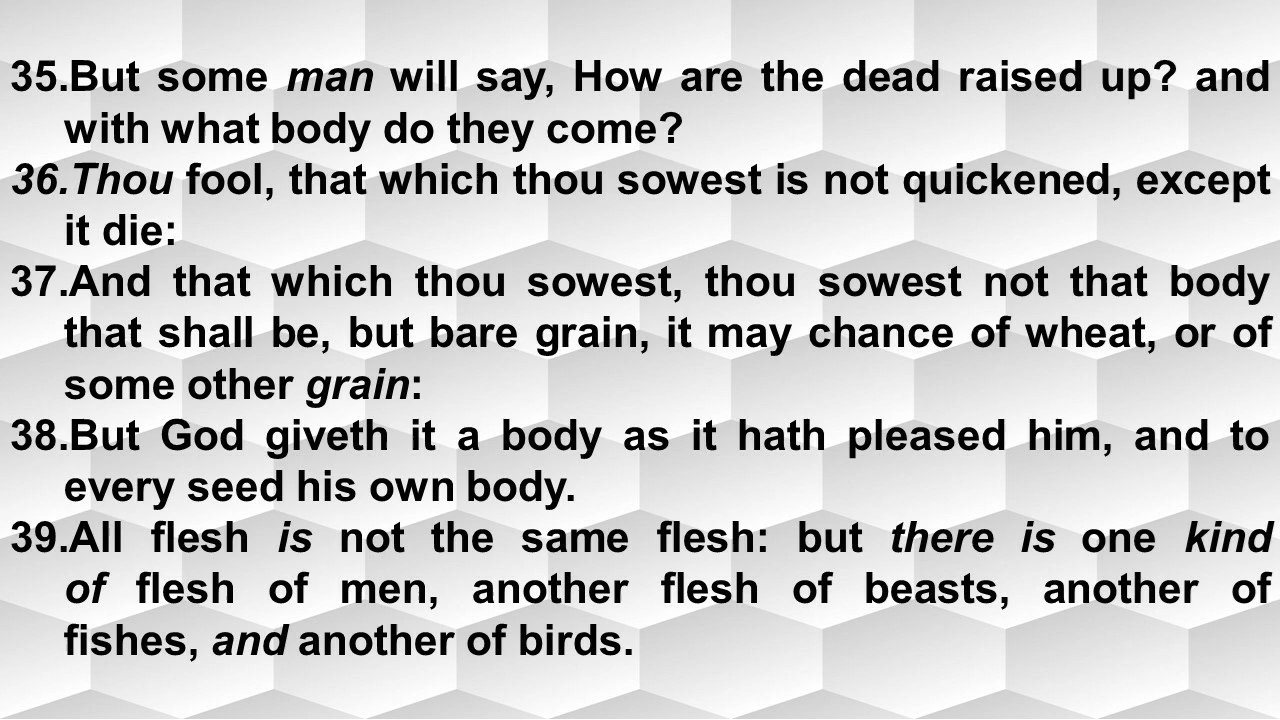 35.But some man will say, How are the dead raised up? and
with what body do they come?
36.Thou fool, that which thou sowest is not quickened, except
it die:
37.And that which thou sowest, thou sowest not that body
that shall be, but bare grain, it may chance of wheat, or of
some other grain:
38.But God giveth it a body as it hath pleased him, and to
every seed his own body.
39.All flesh is not the same flesh: but there is one kind
of flesh of men, another flesh of beasts, another of
fishes, and another of birds.